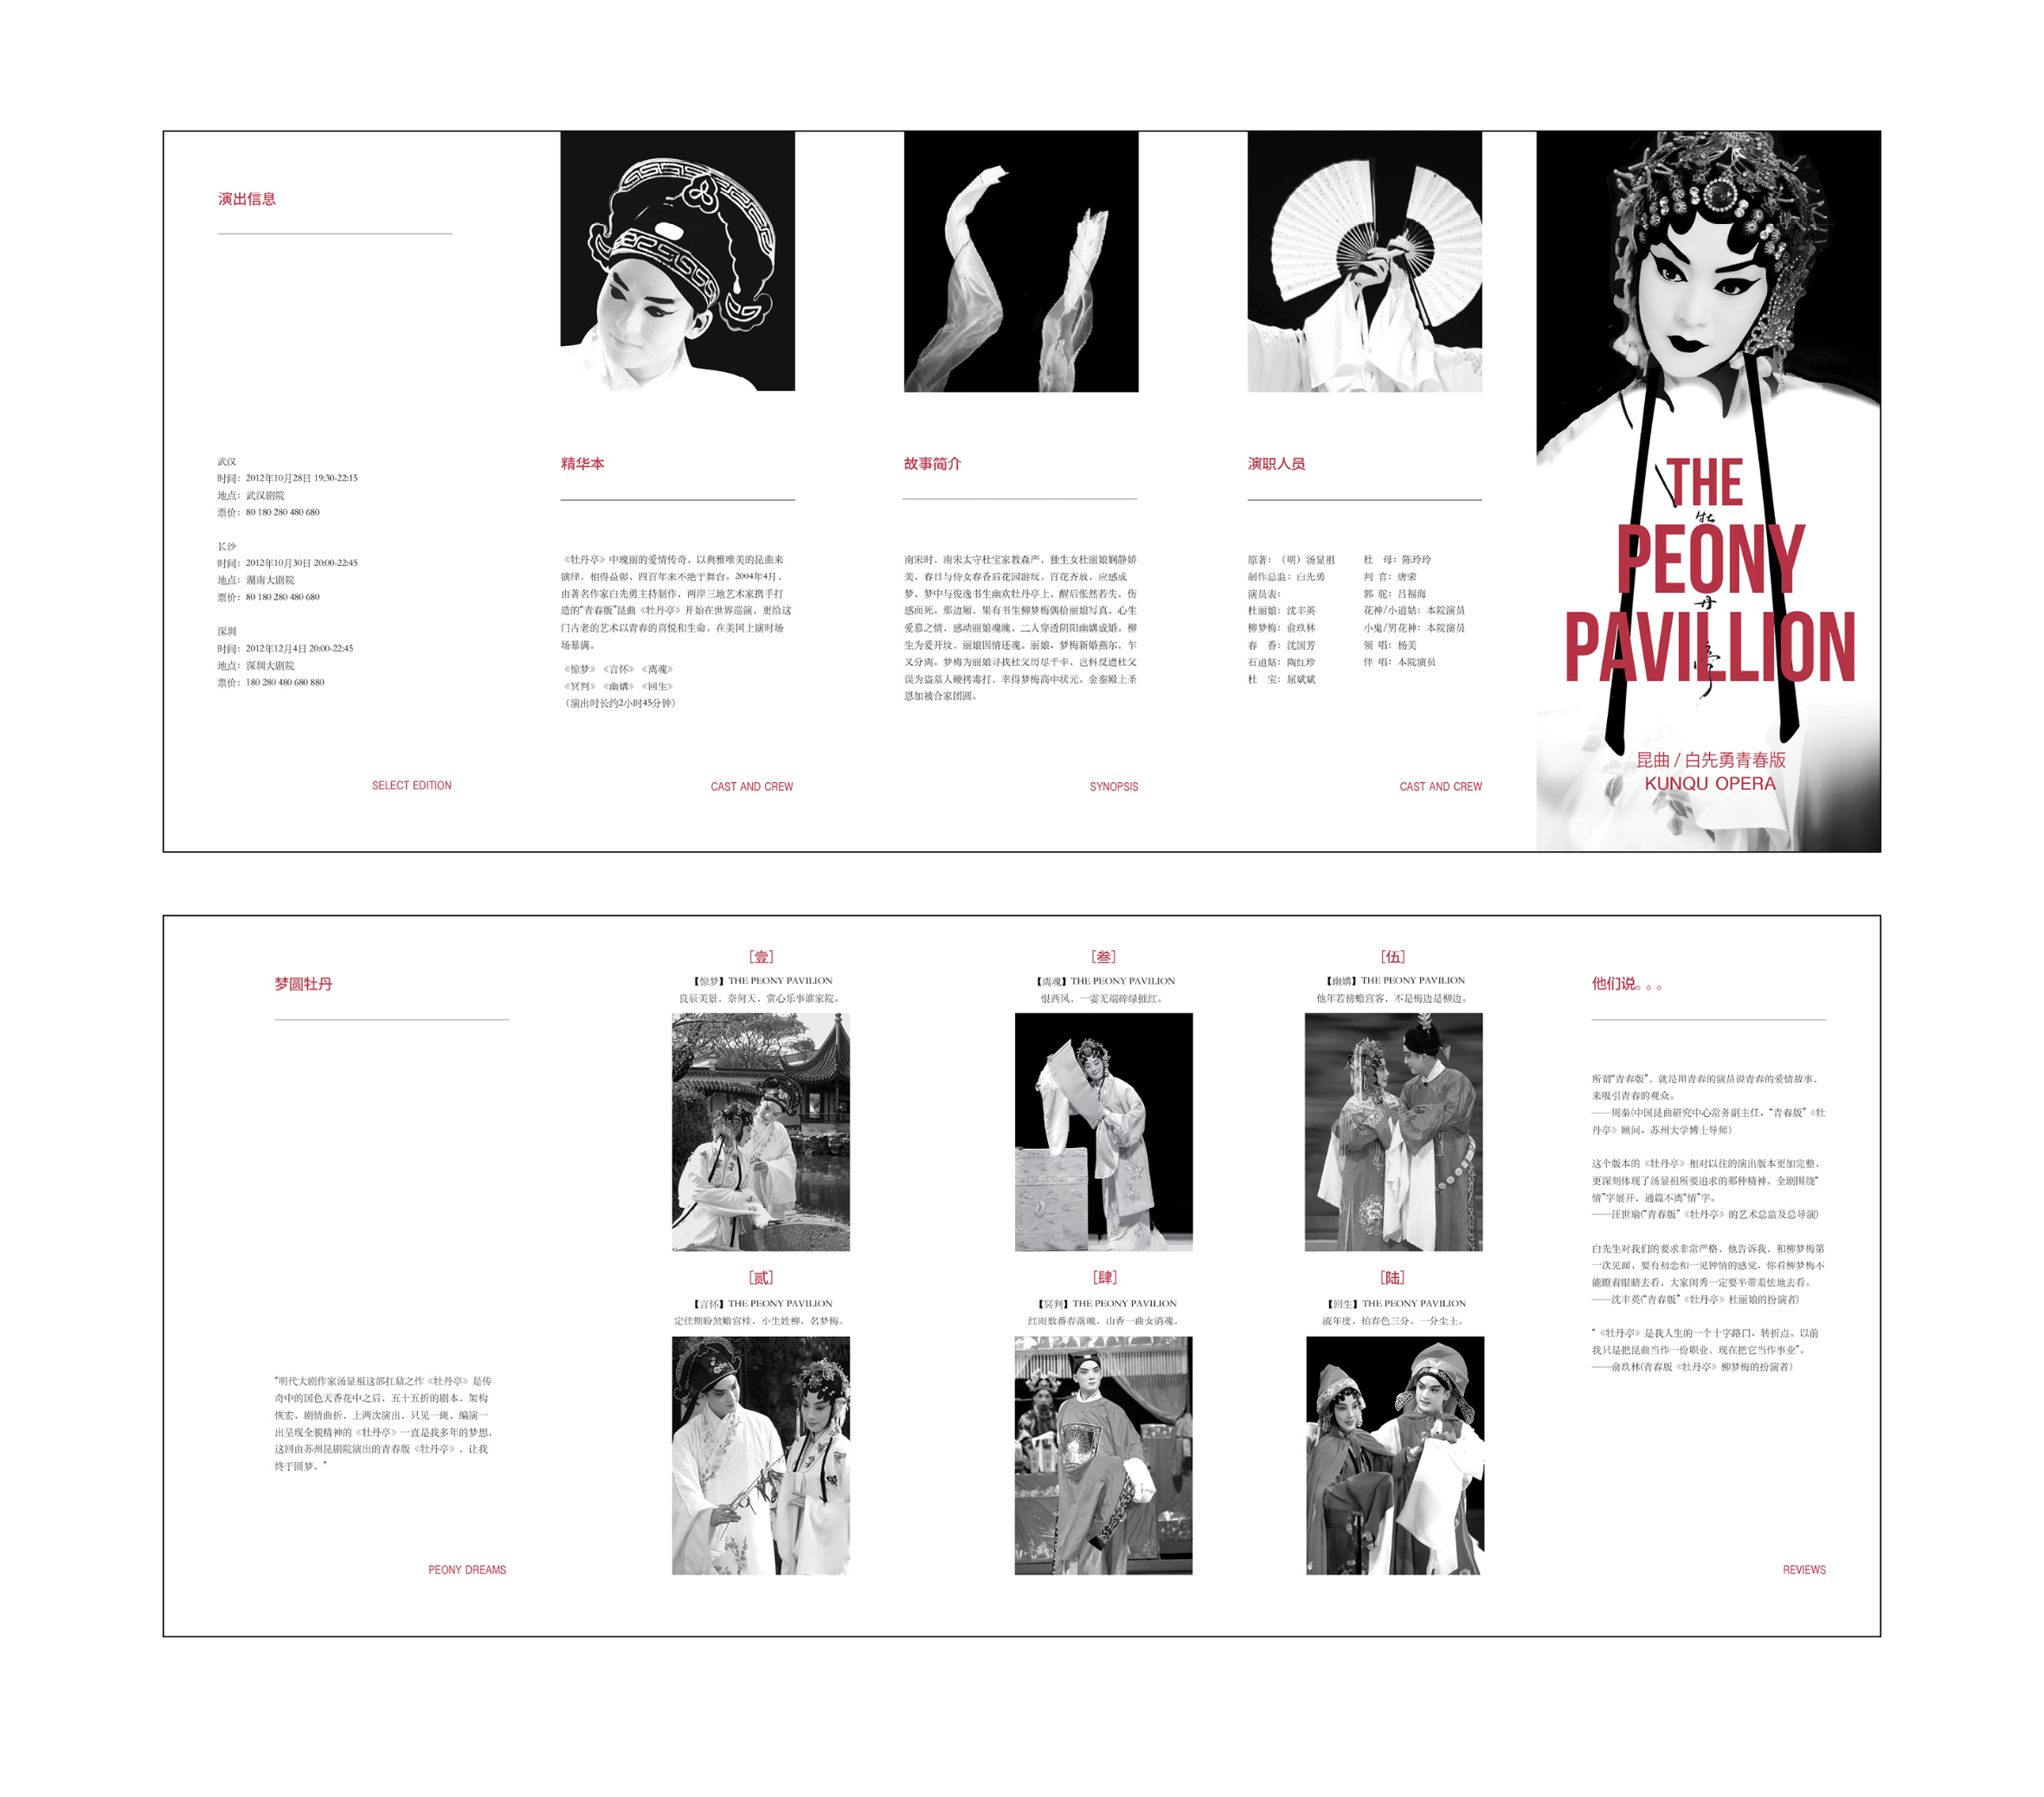 演出信息
武汉
时间：2012年10月28日 19:30-22:15
地点：武汉剧院
票价：80 180 280 480 680
长沙
时间：2012年10月30日 20:00-22:45
地点：湖南大剧院
票价：80 180 280 480 680
深圳
时间：2012年12月4日 20:00-22:45
地点：深圳大剧院
票价：180 280 480 680 880
SELECT EDITION
精华本
《牡丹亭》中瑰丽的爱情传奇，以典雅唯美的昆曲来
演绎，相得益彰，四百年来不绝于舞台。2004年4月，
由著名作家白先勇主持制作，两岸三地艺术家携手打
造的“青春版”昆曲《牡丹亭》开始在世界巡演，更给这
门古老的艺术以青春的喜悦和生命，在美国上演时场
场暴满。
《惊梦》《言怀》《离魂》
《冥判》《幽媾》《回生》
（演出时长约2小时45分钟）
CAST AND CREW
故事简介
南宋时，南宋太守杜宝家教森严，独生女杜丽娘娴静娇
美，春日与侍女春香后花园游玩，百花齐放，应感成
梦，梦中与俊逸书生幽欢牡丹亭上，醒后怅然若失，伤
感而死。那边厢，果有书生柳梦梅偶拾丽娘写真，心生
爱慕之情，感动丽娘魂魄，二人穿透阴阳幽媾成婚。柳
生为爱开坟，丽娘因情还魂。丽娘、梦梅新婚燕尔，乍
又分离。梦梅为丽娘寻找杜父历尽千辛，岂料反遭杜父
误为盗墓人硬拷毒打，幸得梦梅高中状元。金銮殿上圣
恩加被合家团圆。
SYNOPSIS
演职人员
原著：（明）汤显祖
制作总监：白先勇
演员表：
杜丽娘：沈丰英
柳梦梅：俞玖林
春 香：沈国芳
石道姑：陶红珍
杜 宝：屈斌斌
杜 母：陈玲玲
判 官：唐荣
郭 驼：吕福海
花神/小道姑：本院演员
小鬼/男花神：本院演员
领 唱：杨美
伴 唱：本院演员
CAST AND CREW
THE
PEONY
PAVILLION
牡
丹
亭
昆曲 / 白先勇青春版
KUNQU OPERA
梦圆牡丹
“明代大剧作家汤显祖这部扛鼎之作《牡丹亭》是传
奇中的国色天香花中之后，五十五折的剧本，架构
恢宏，剧情曲折，上两次演出，只见一斑，编演一
出呈现全貌精神的《牡丹亭》一直是我多年的梦想，
这回由苏州昆剧院演出的青春版《牡丹亭》，让我
终于圆梦。”
PEONY DREAMS
［壹］
【惊梦】THE PEONY PAVILION
良辰美景，奈何天，赏心乐事谁家院。
［贰］
【言怀】THE PEONY PAVILION
定佳期盼煞蟾宫桂，小生姓柳，名梦梅。
［叁］
【离魂】THE PEONY PAVILION
恨西风，一霎无端碎绿摧红。
［肆］
【冥判】THE PEONY PAVILION
红雨数番春落魄，山香一曲女消魂。
［伍］
【幽媾】THE PEONY PAVILION
他年若傍蟾宫客，不是梅边是柳边。
［陆］
【回生】THE PEONY PAVILION
流年度，怕春色三分，一分尘土。
他们说。。。
所谓“青春版”，就是用青春的演员说青春的爱情故事，
来吸引青春的观众。
——周秦(中国昆曲研究中心常务副主任、“青春版”《牡
丹亭》顾问、苏州大学博士导师)
这个版本的《牡丹亭》相对以往的演出版本更加完整，
更深刻体现了汤显祖所要追求的那种精神。全剧围绕“
情”字展开，通篇不离“情”字。
——汪世瑜(“青春版”《牡丹亭》的艺术总监及总导演)
白先生对我们的要求非常严格，他告诉我，和柳梦梅第
一次见面，要有初恋和一见钟情的感觉，你看柳梦梅不
能瞪着眼睛去看，大家闺秀一定要半带羞怯地去看。
——沈丰英(“青春版”《牡丹亭》杜丽娘的扮演者)
“《牡丹亭》是我人生的一个十字路口，转折点。以前
我只是把昆曲当作一份职业，现在把它当作事业”。
——俞玖林(青春版《牡丹亭》柳梦梅的扮演者)
REVIEWS